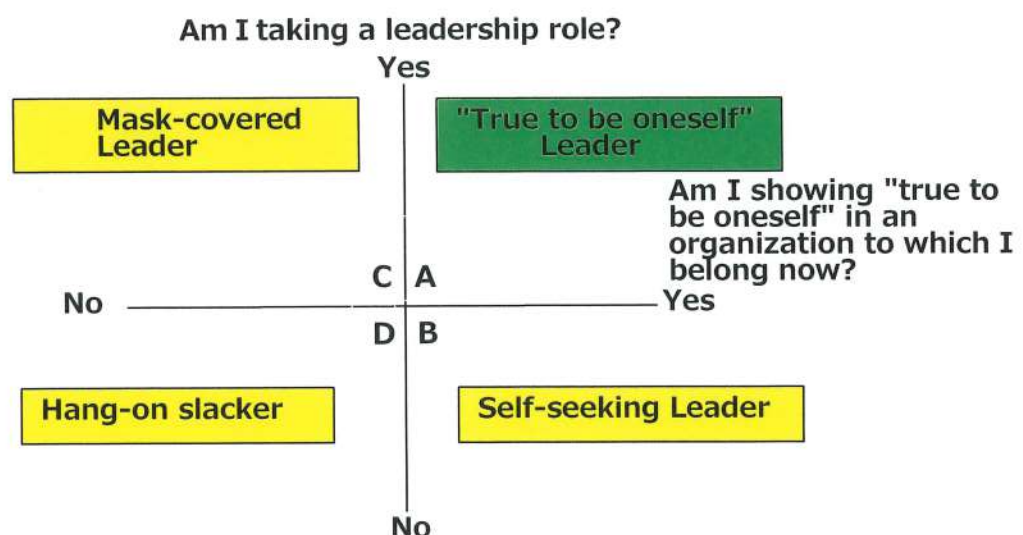 Am I taking a leadership role?
Yes
Mask-covered
Leader
"True to be oneself"
Leader
Am I showing "true to
be oneself" in an
organization to which I
belong now?
C A
No
Yes
D B
Hang-on slacker
Self-seeking Leader
No